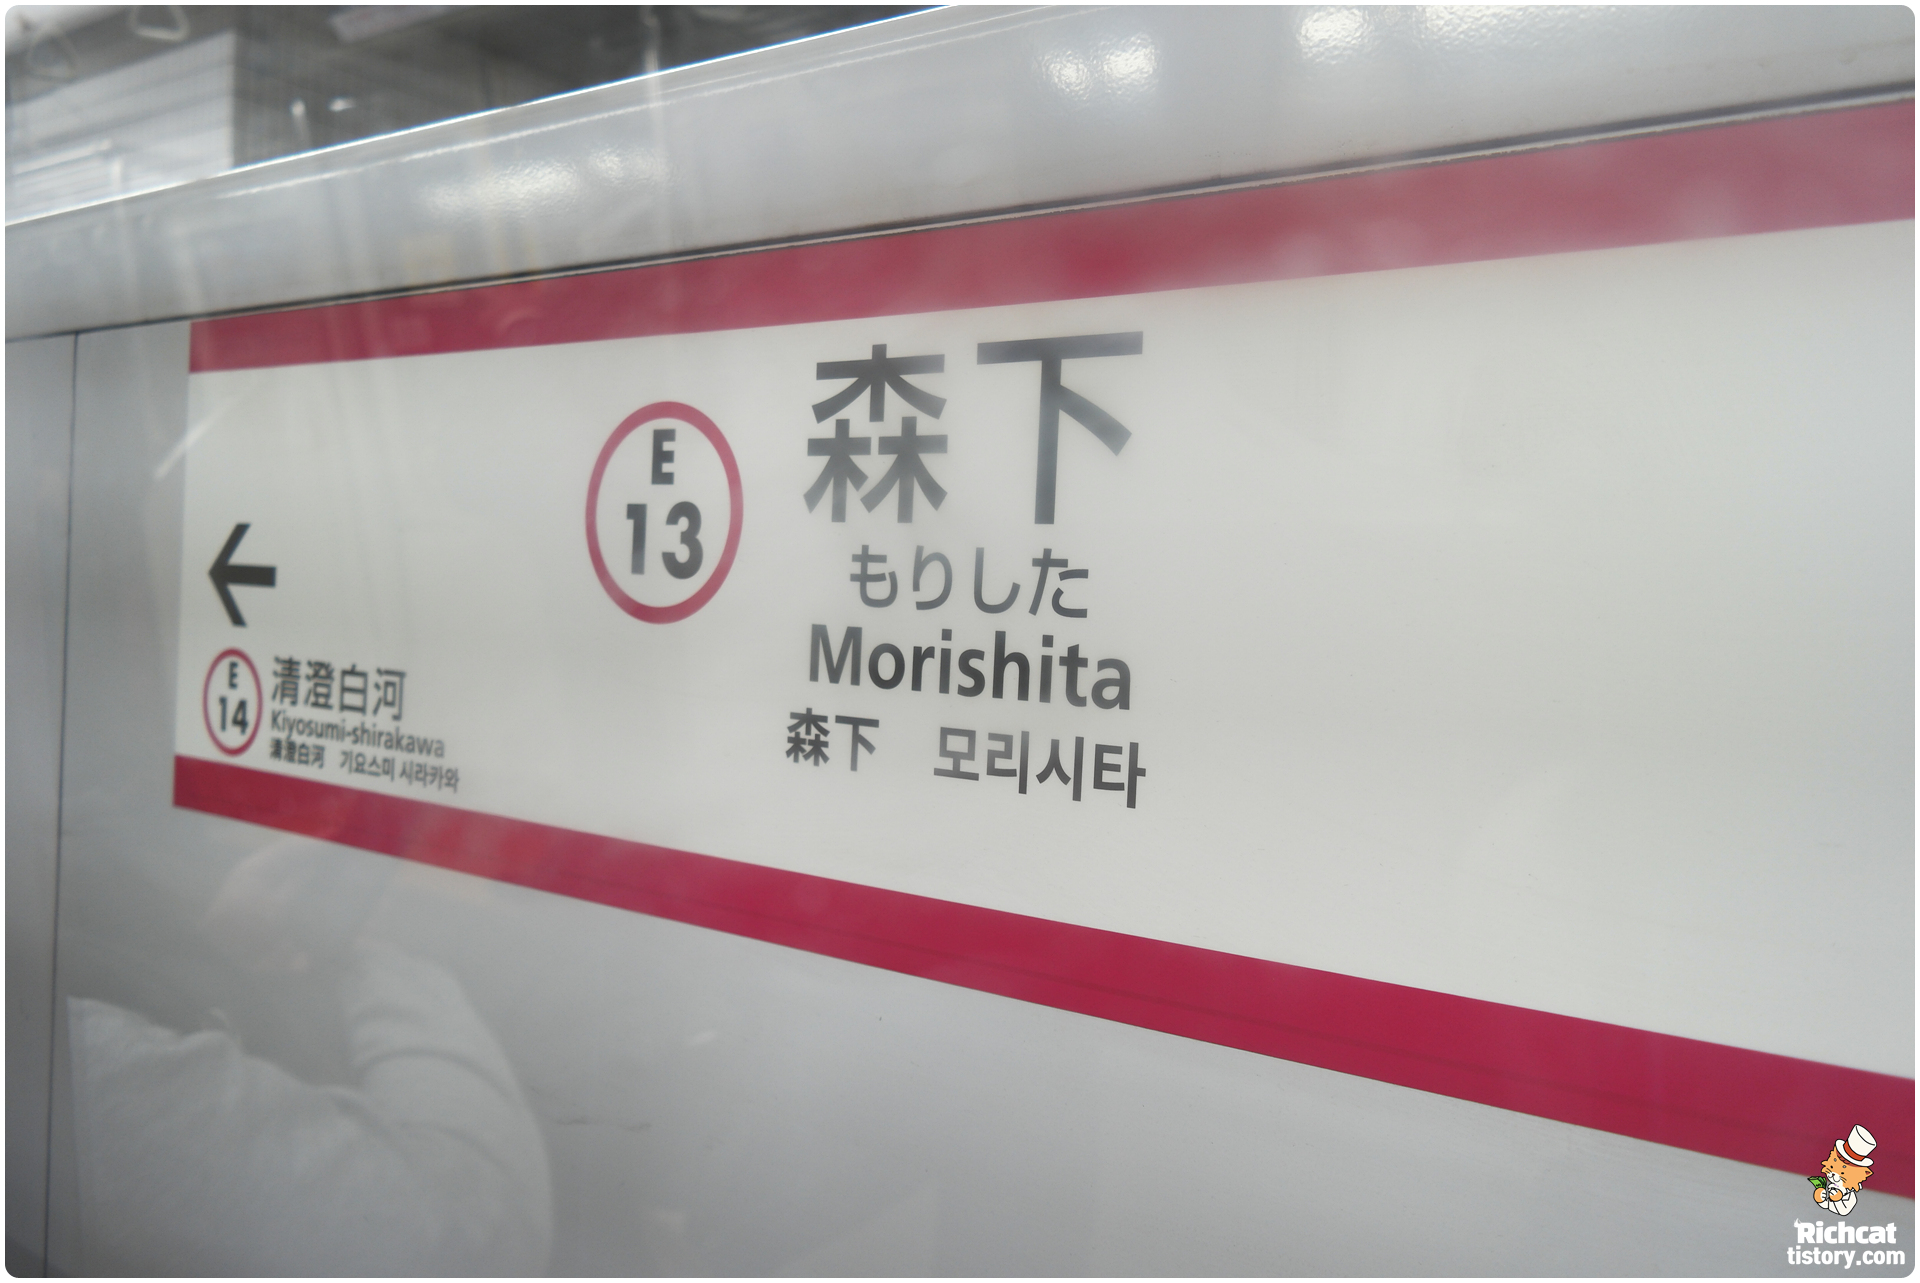 森下
E
13
もりした
Morishita
森下 모리시타
←
E
14
清澄白河
Kiyosumi-shirakawa
清澄白河 기요스미 시라카와
Richcat
tistory.com